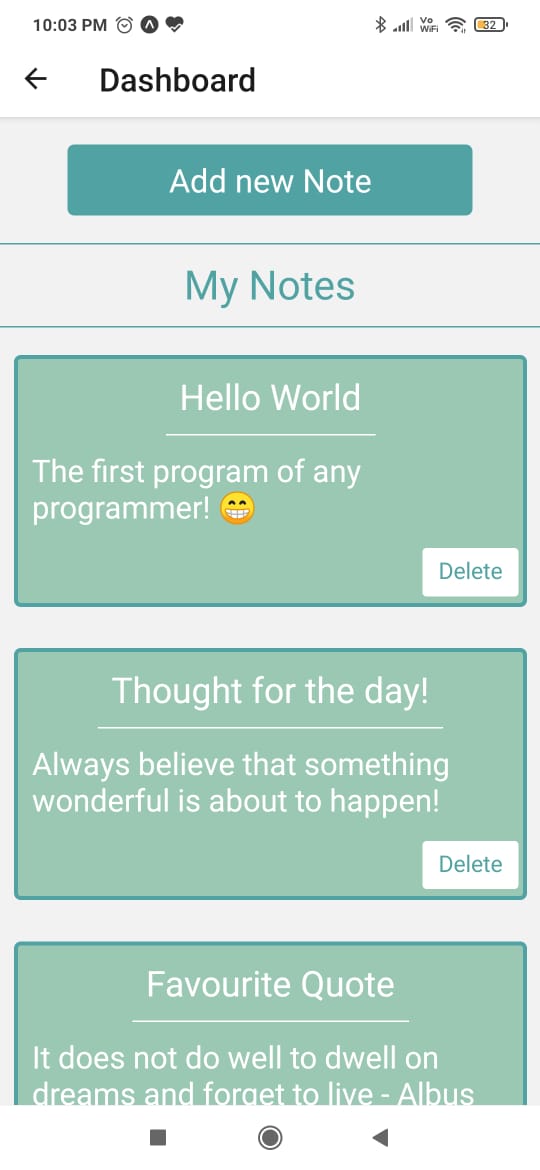 10:03 PM Vo WiFi 32
Dashboard
Add new Note
My Notes
Hello World
The first program of any
programmer! 😁
Delete
Thought for the day!
Always believe that something
wonderful is about to happen!
Delete
Favourite Quote
It does not do well to dwell on
dreams and forget to live - Albus